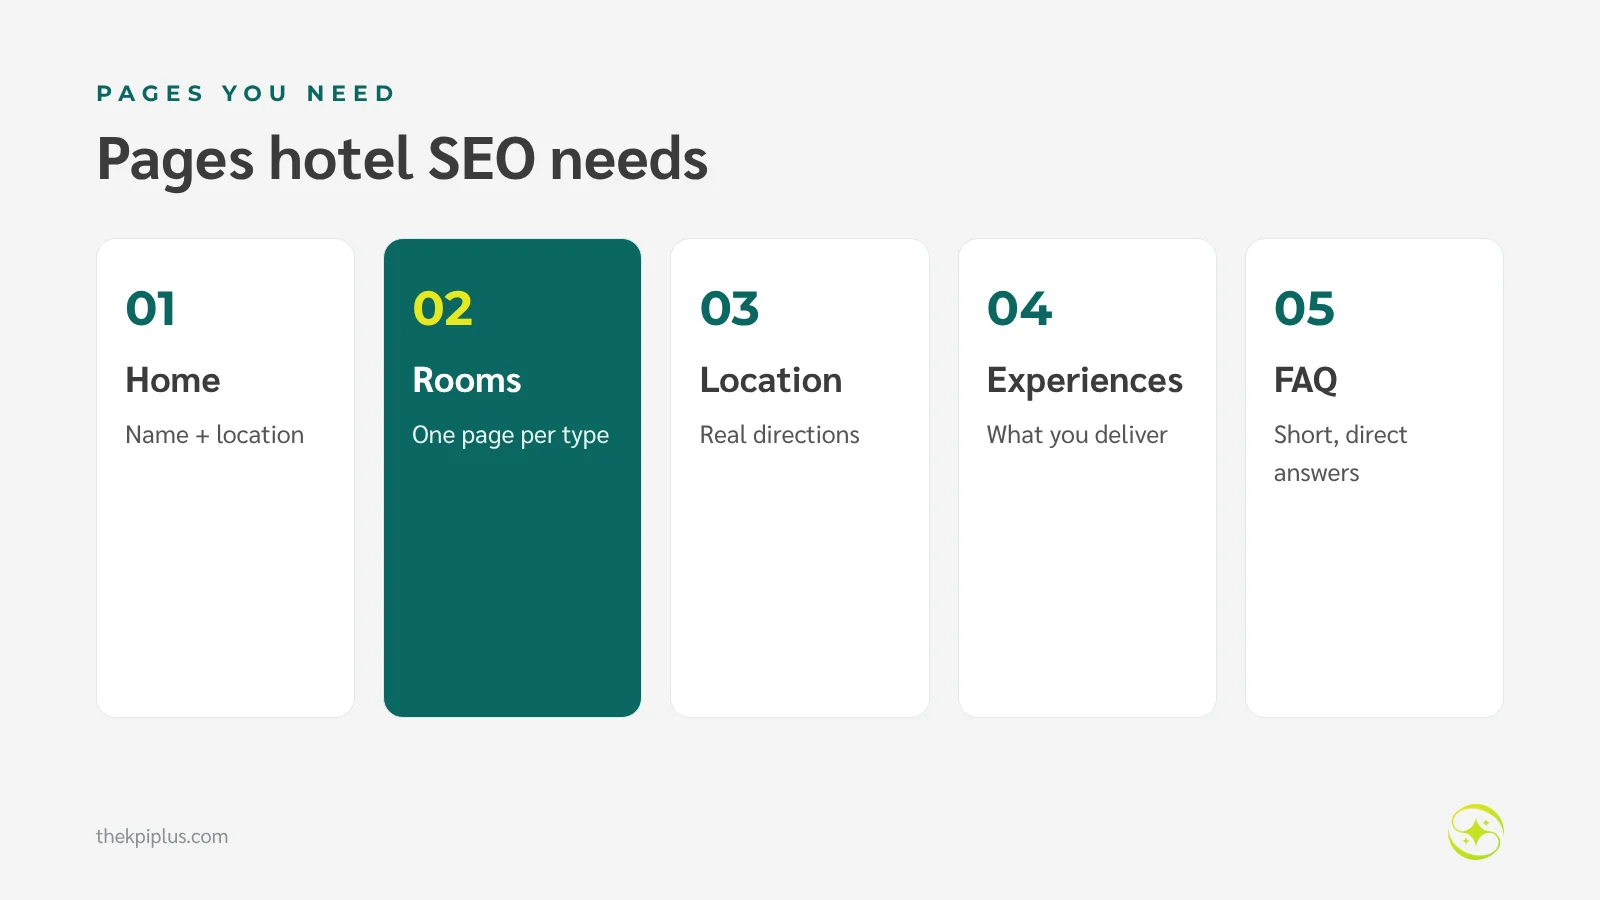 PAGES YOU NEED
Pages hotel SEO needs
01
Home
Name + location
02
Rooms
One page per type
03
Location
Real directions
04
Experiences
What you deliver
05
FAQ
Short, direct
answers
thekpiplus.com